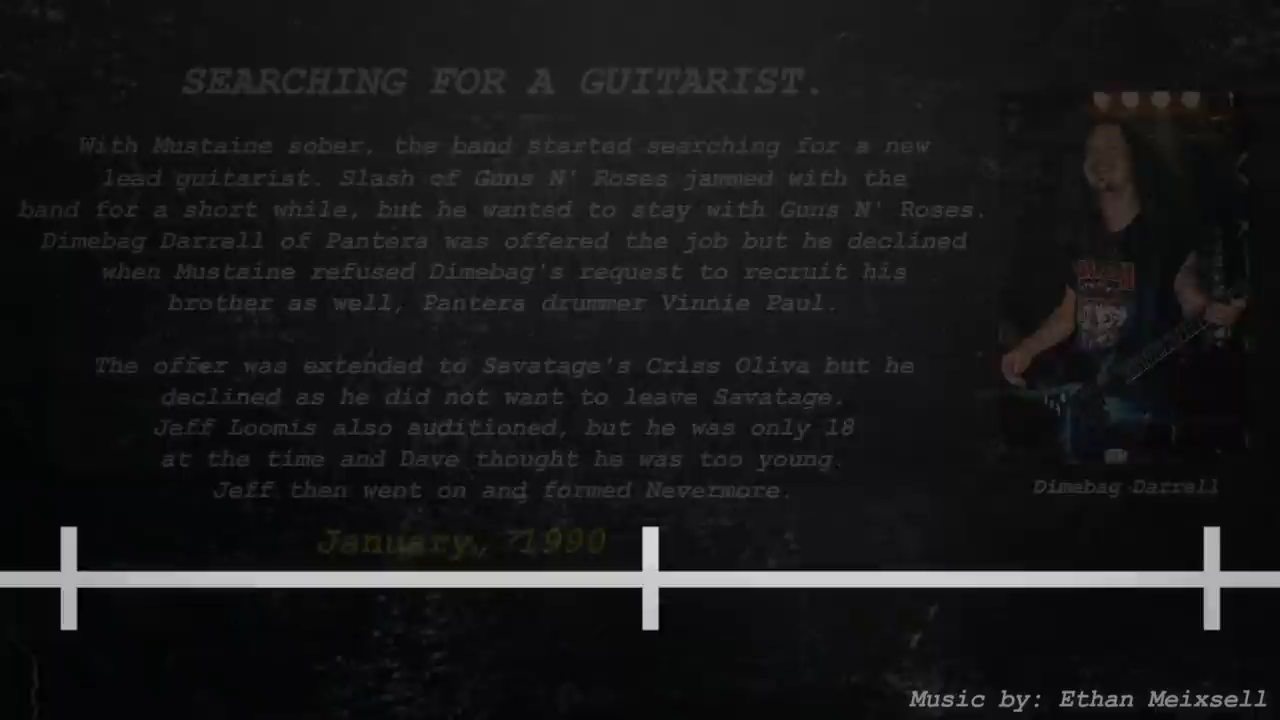 SEARCHING FOR A GUITARIST.
With Mustaine sober, the band started searching for a new
lead guitarist. Slash of Guns N' Roses jammed with the
band for a short while, but he wanted to stay with Guns N' Roses.
Dimebag Darrell of Pantera was offered the job but he declined
when Mustaine refused Dimebag's request to recruit his
brother as well, Pantera drummer Vinnie Paul.
The offer was extended to Savatage's Criss Oliva but he
declined as he did not want to leave Savatage.
Jeff Loomis also auditioned, but he was only 18
at the time and Dave thought he was too young.
Jeff then went on and formed Nevermore.
Dimebag Darrell
January, 1990
Music by: Ethan Meixsell